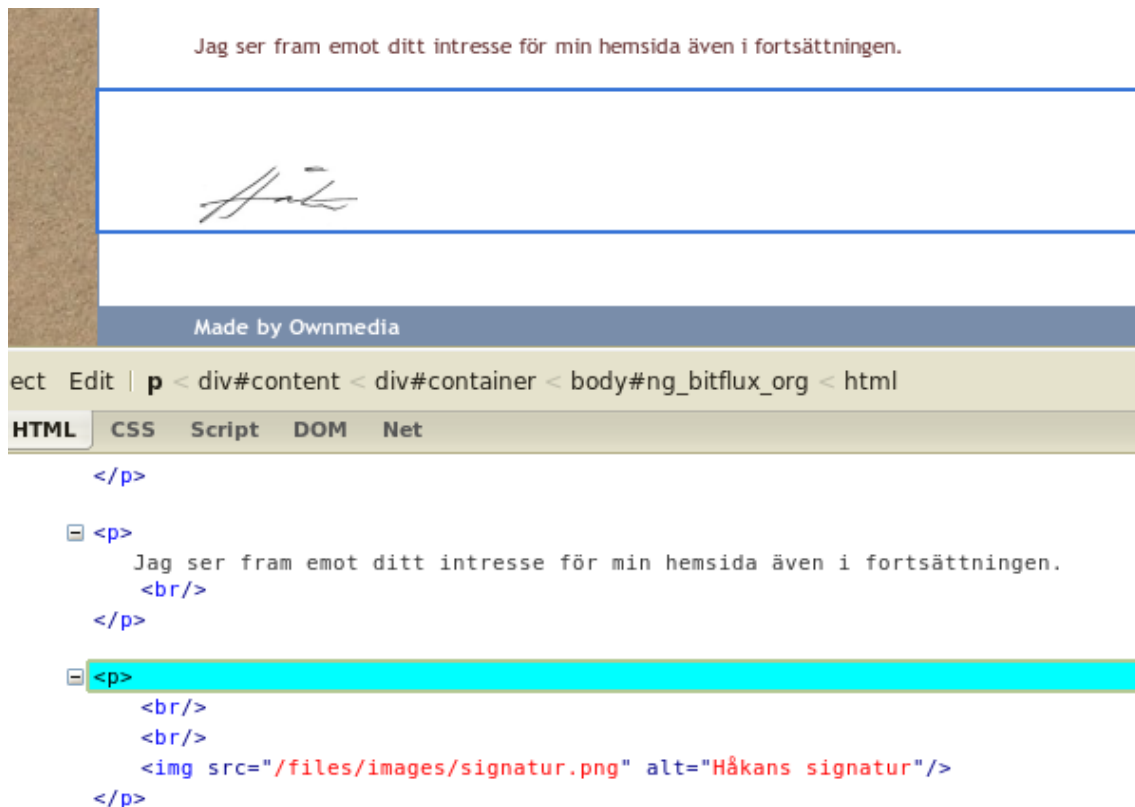 Jag ser fram emot ditt intresse för min hemsida även i fortsättningen.
Made by Ownmedia
ect Edit | p < div#content < div#container < body#ng_bitflux_org < html
HTML CSS Script DOM Net
</p>
<p>
Jag ser fram emot ditt intresse för min hemsida även i fortsättningen.
<br/>
</p>
<p>
<br/>
<br/>
<img src="/files/images/signatur.png" alt="Håkans signatur"/>
</p>